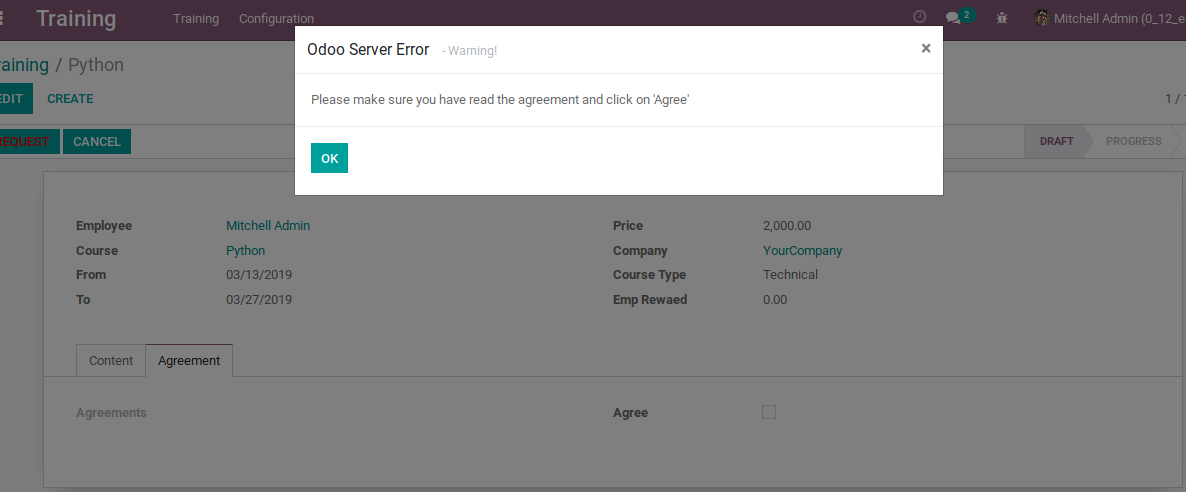 Training Training Configuration 2 Mitchell Admin (0_12_e
Odoo Server Error - Warning! ×
raining / Python
Please make sure you have read the agreement and click on 'Agree'
EDIT CREATE 1 /
REQUEST CANCEL DRAFT PROGRESS
OK
Employee Mitchell Admin Price 2,000.00
Course Python Company YourCompany
From 03/13/2019 Course Type Technical
To 03/27/2019 Emp Rewaed 0.00
Content Agreement
Agreements Agree